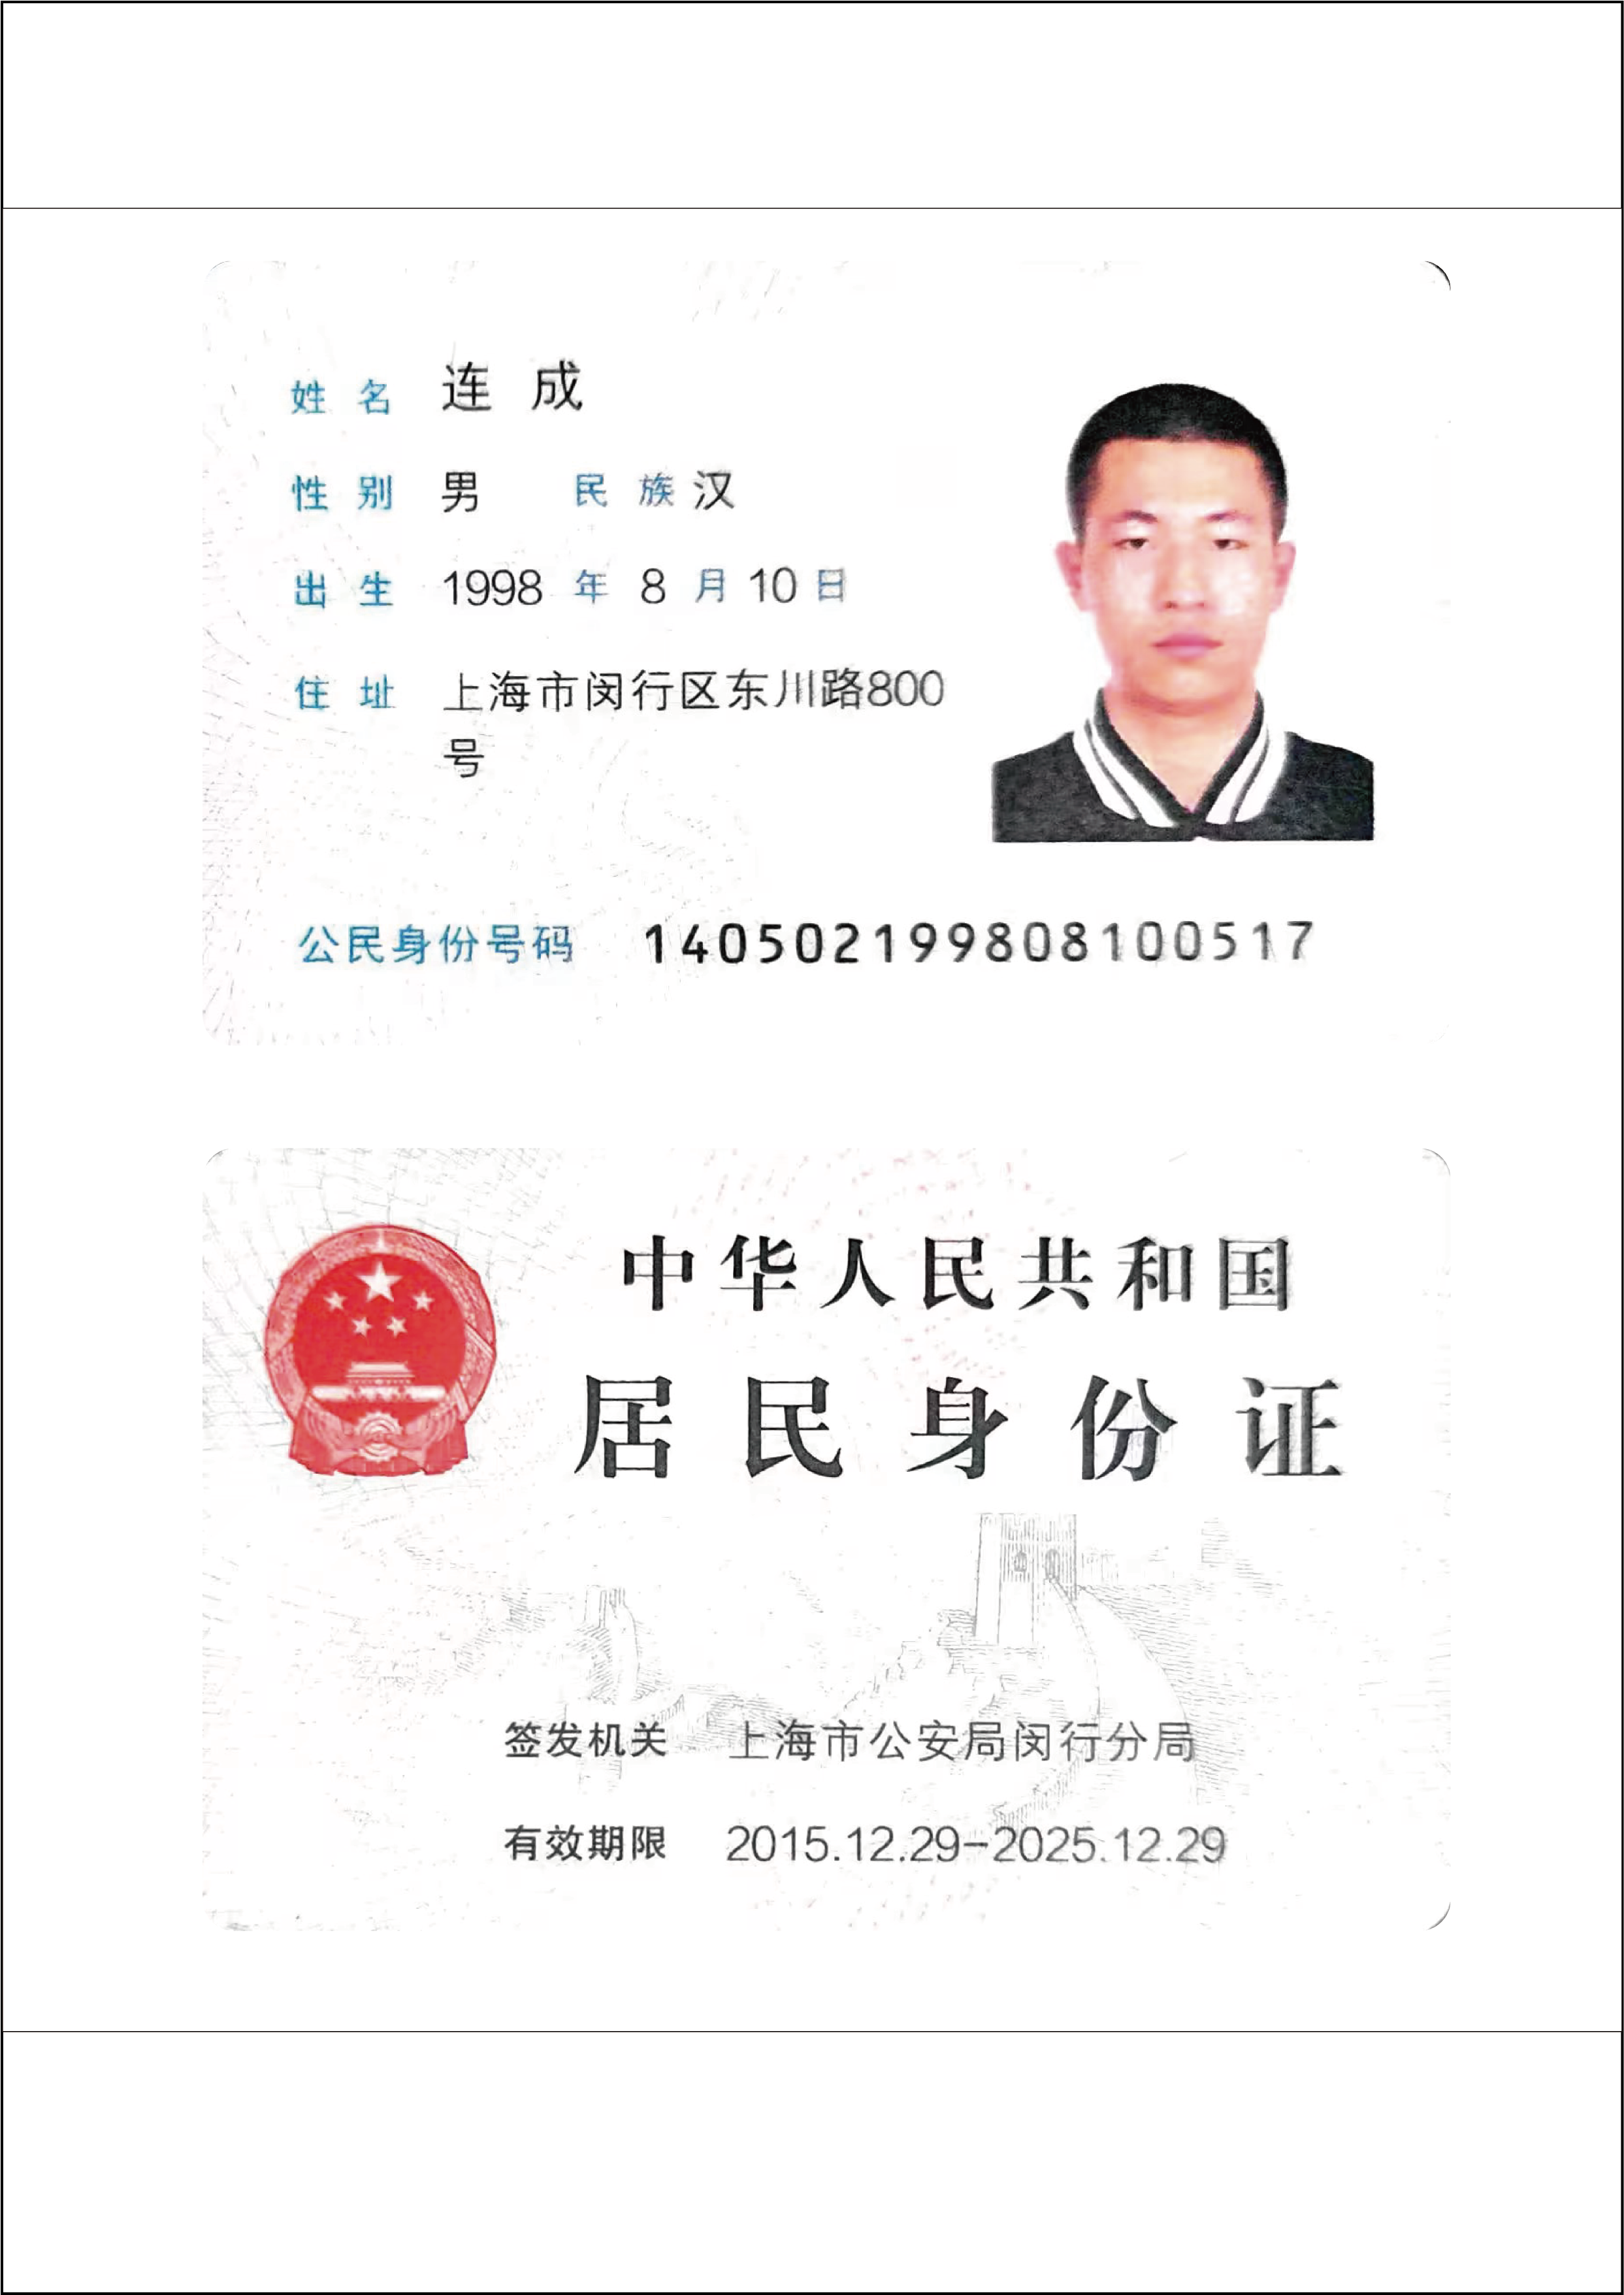 姓名 连成
性别 男 民族 汉
出生 1998 年 8 月 10 日
住址 上海市闵行区东川路800
号
公民身份号码 140502199808100517
中华人民共和国
居民身份证
签发机关 上海市公安局闵行分局
有效期限 2015.12.29-2025.12.29